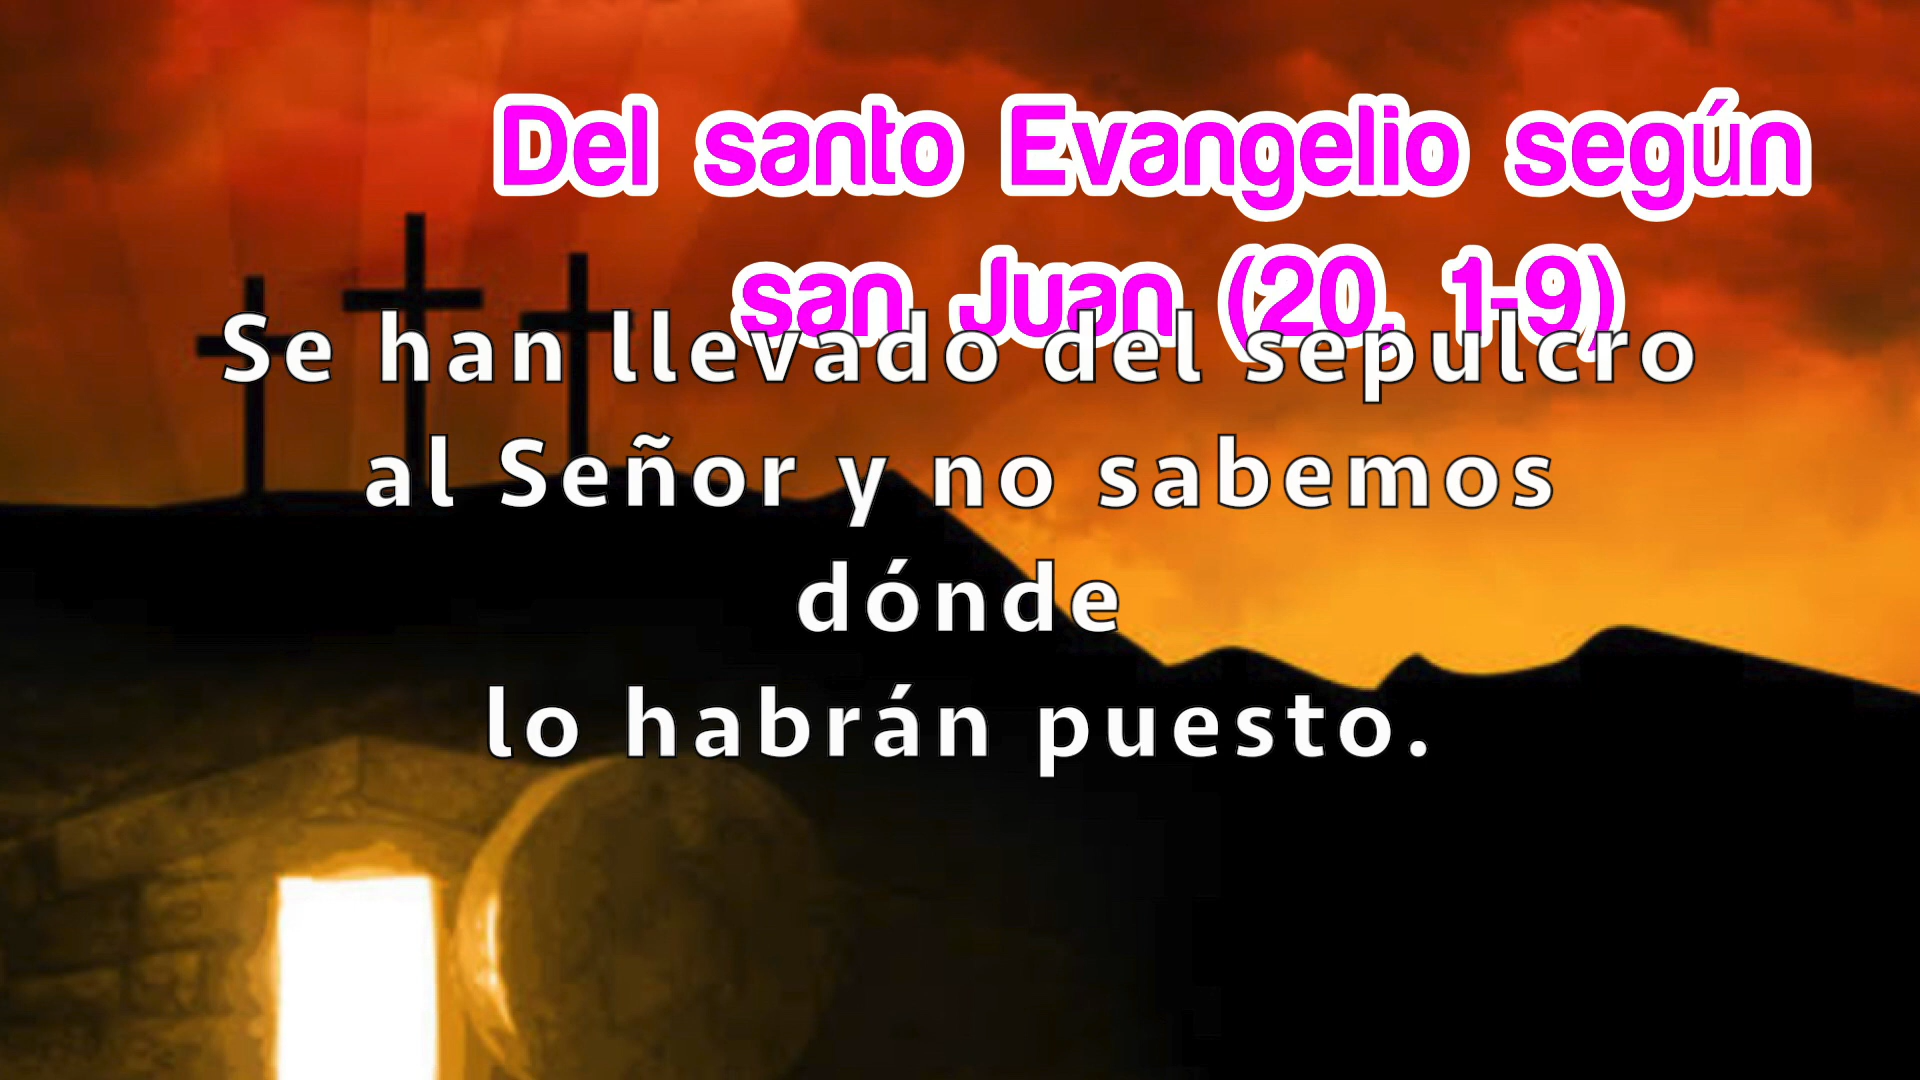 Del santo Evangelio según
san Juan (20, 1-9)
Se han llevado del sepulcro
al Señor y no sabemos
dónde
lo habrán puesto.